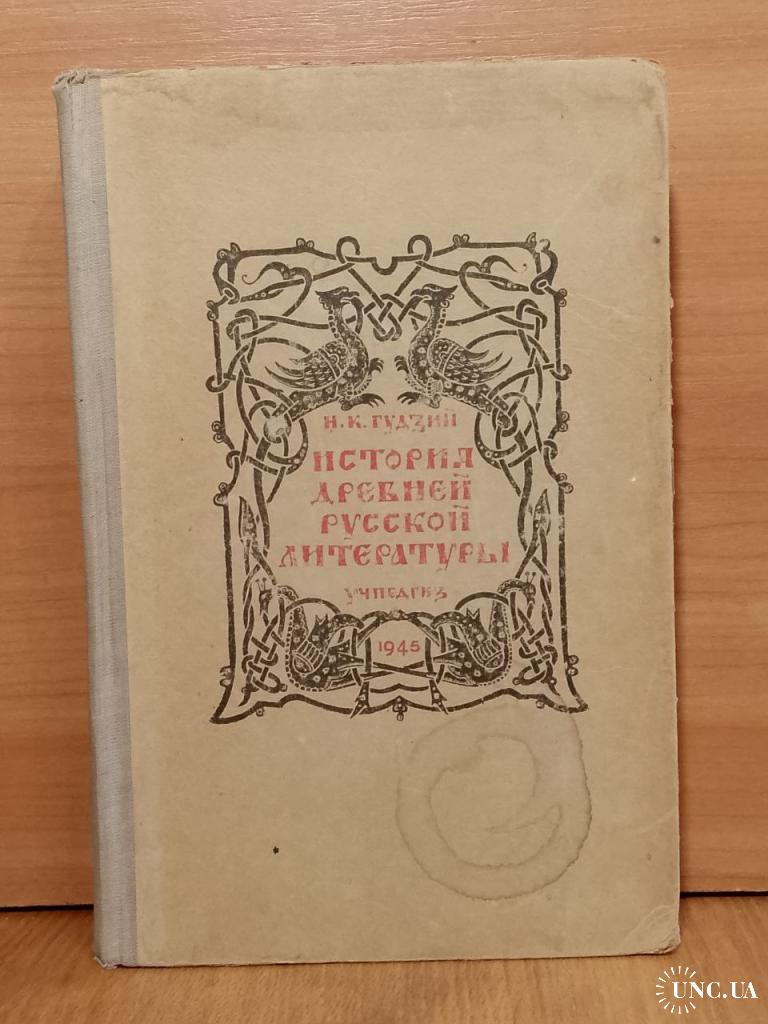 Н. К. ГУДЗИЙ
ИСТОРИЯ
ДРЕВНЕЙ
РУССКОЙ
ЛИТЕРАТУРЫ
УЧПЕДГИЗ
1945
UNC.UA